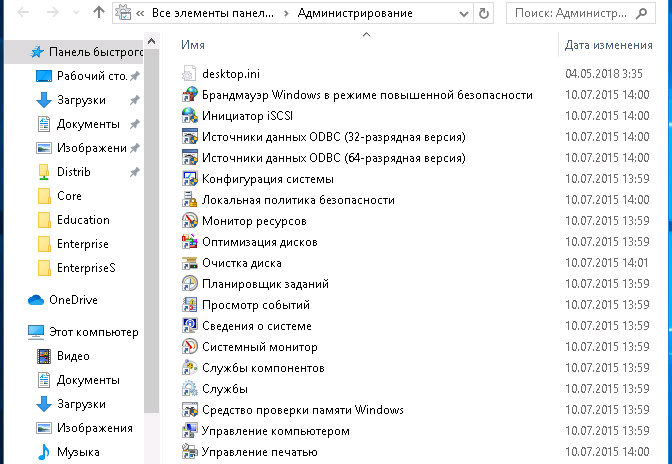 « Все элементы панел... › Администрирование
Поиск: Администр...
Имя
Дата изменения
Панель быстрого
Рабочий сто.
Загрузки
Документы
Изображени
Distrib
Core
Education
Enterprise
EnterpriseS
OneDrive
Этот компьютер
Видео
Документы
Загрузки
Изображения
Музыка
desktop.ini 04.05.2018 3:35
Брандмауэр Windows в режиме повышенной безопасности 10.07.2015 14:00
Инициатор iSCSI 10.07.2015 14:00
Источники данных ODBC (32-разрядная версия) 10.07.2015 14:00
Источники данных ODBC (64-разрядная версия) 10.07.2015 14:00
Конфигурация системы 10.07.2015 13:59
Локальная политика безопасности 10.07.2015 14:00
Монитор ресурсов 10.07.2015 13:59
Оптимизация дисков 10.07.2015 13:59
Очистка диска 10.07.2015 14:01
Планировщик заданий 10.07.2015 13:59
Просмотр событий 10.07.2015 13:59
Сведения о системе 10.07.2015 13:59
Системный монитор 10.07.2015 13:59
Службы компонентов 10.07.2015 13:59
Службы 10.07.2015 13:59
Средство проверки памяти Windows 10.07.2015 13:59
Управление компьютером 10.07.2015 13:59
Управление печатью 10.07.2015 14:00